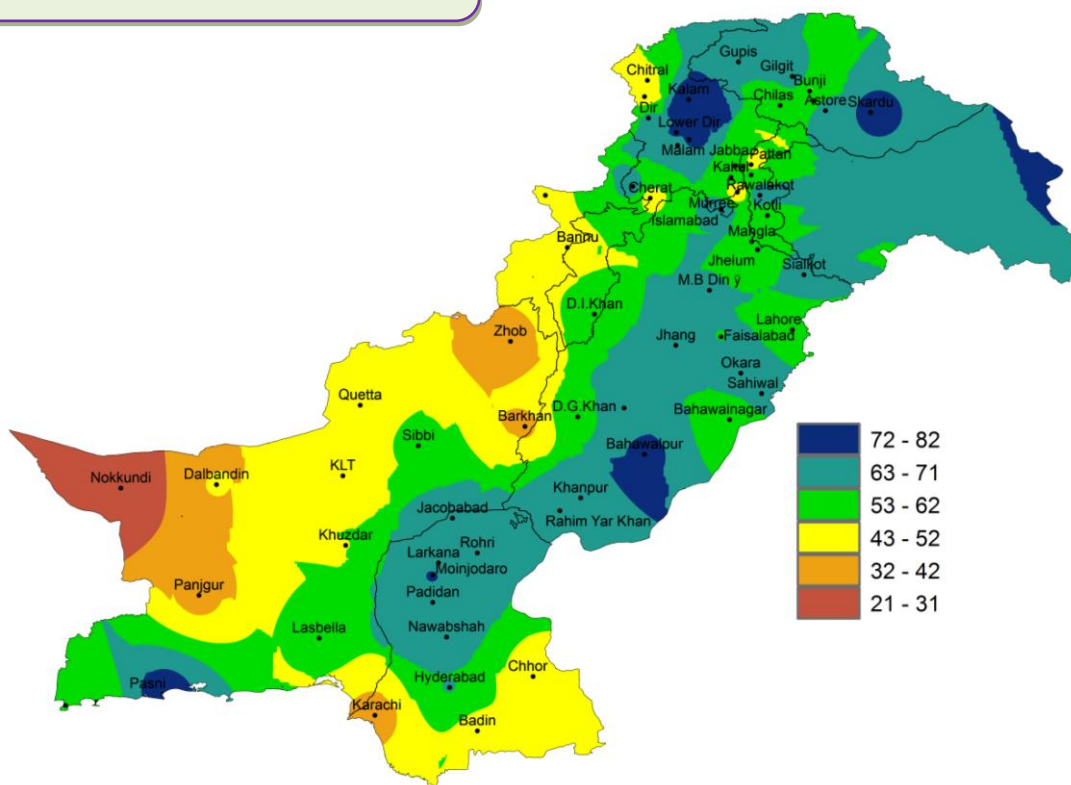 Gupis
Chitral
Gilgit
Bunji
Kalam
Chilas
Astore
Skardu
Dir
Lower Dir
Malam Jabba
Pattan
Kakul
Cherat
Rawalakot
Murree
Kotli
Islamabad
Mangla
Bannu
Jhelum
Sialkot
M.B Din ÿ
D.I.Khan
Lahore
Zhob
Faisalabad
Jhang
Okara
Sahiwal
Quetta
D.G.Khan
Bahawalnagar
Barkhan
Sibbi
Bahawalpur
KLT
Nokkundi
Dalbandin
Khanpur
Jacobabad
Rahim Yar Khan
Khuzdar
Rohri
Larkana
Moinjodaro
Panjgur
Padidan
Lasbella
Nawabshah
Chhor
Hyderabad
Pasni
Karachi
Badin
72 - 82
63 - 71
53 - 62
43 - 52
32 - 42
21 - 31